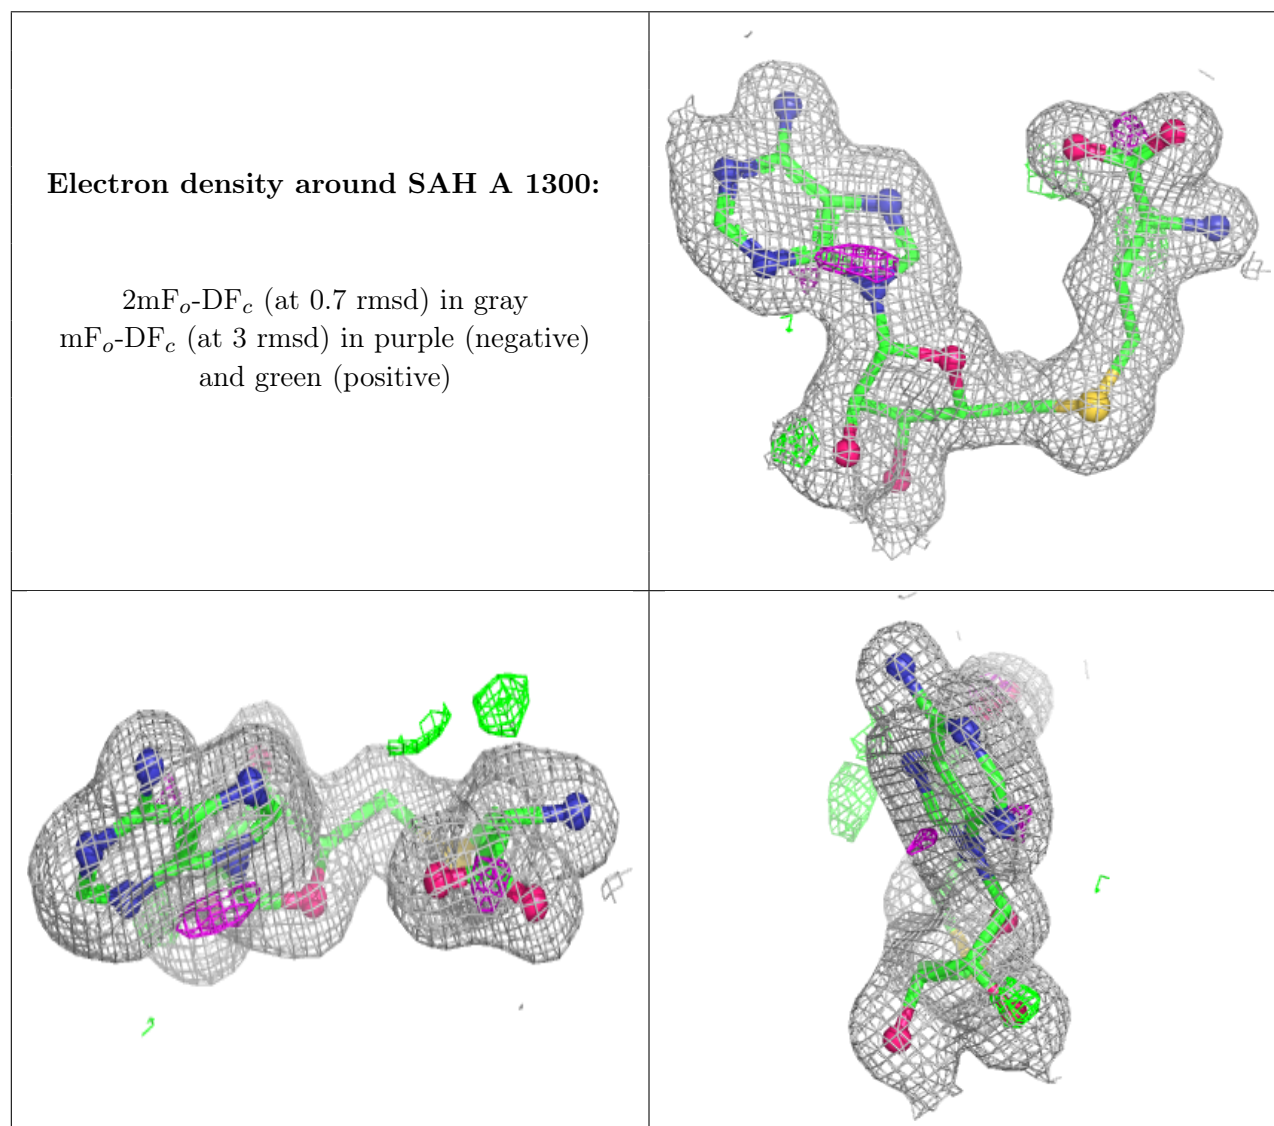 Electron density around SAH A 1300:
2mFo-DFc (at 0.7 rmsd) in gray
mFo-DFc (at 3 rmsd) in purple (negative)
and green (positive)